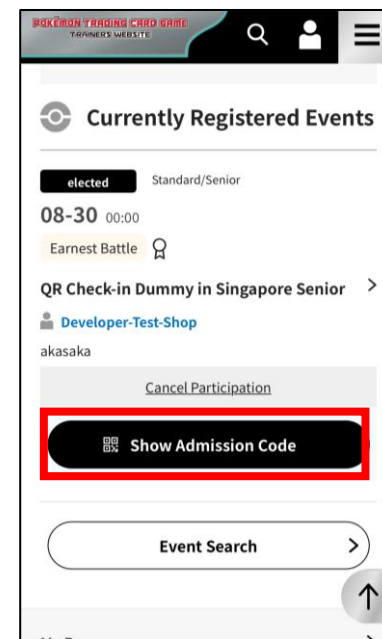 POKÉMON TRADING CARD GAME
TRAINERS WEBSITE
Currently Registered Events
elected Standard/Senior
08-30 00:00
Earnest Battle
QR Check-in Dummy in Singapore Senior
Developer-Test-Shop
akasaka
Cancel Participation
Show Admission Code
Event Search